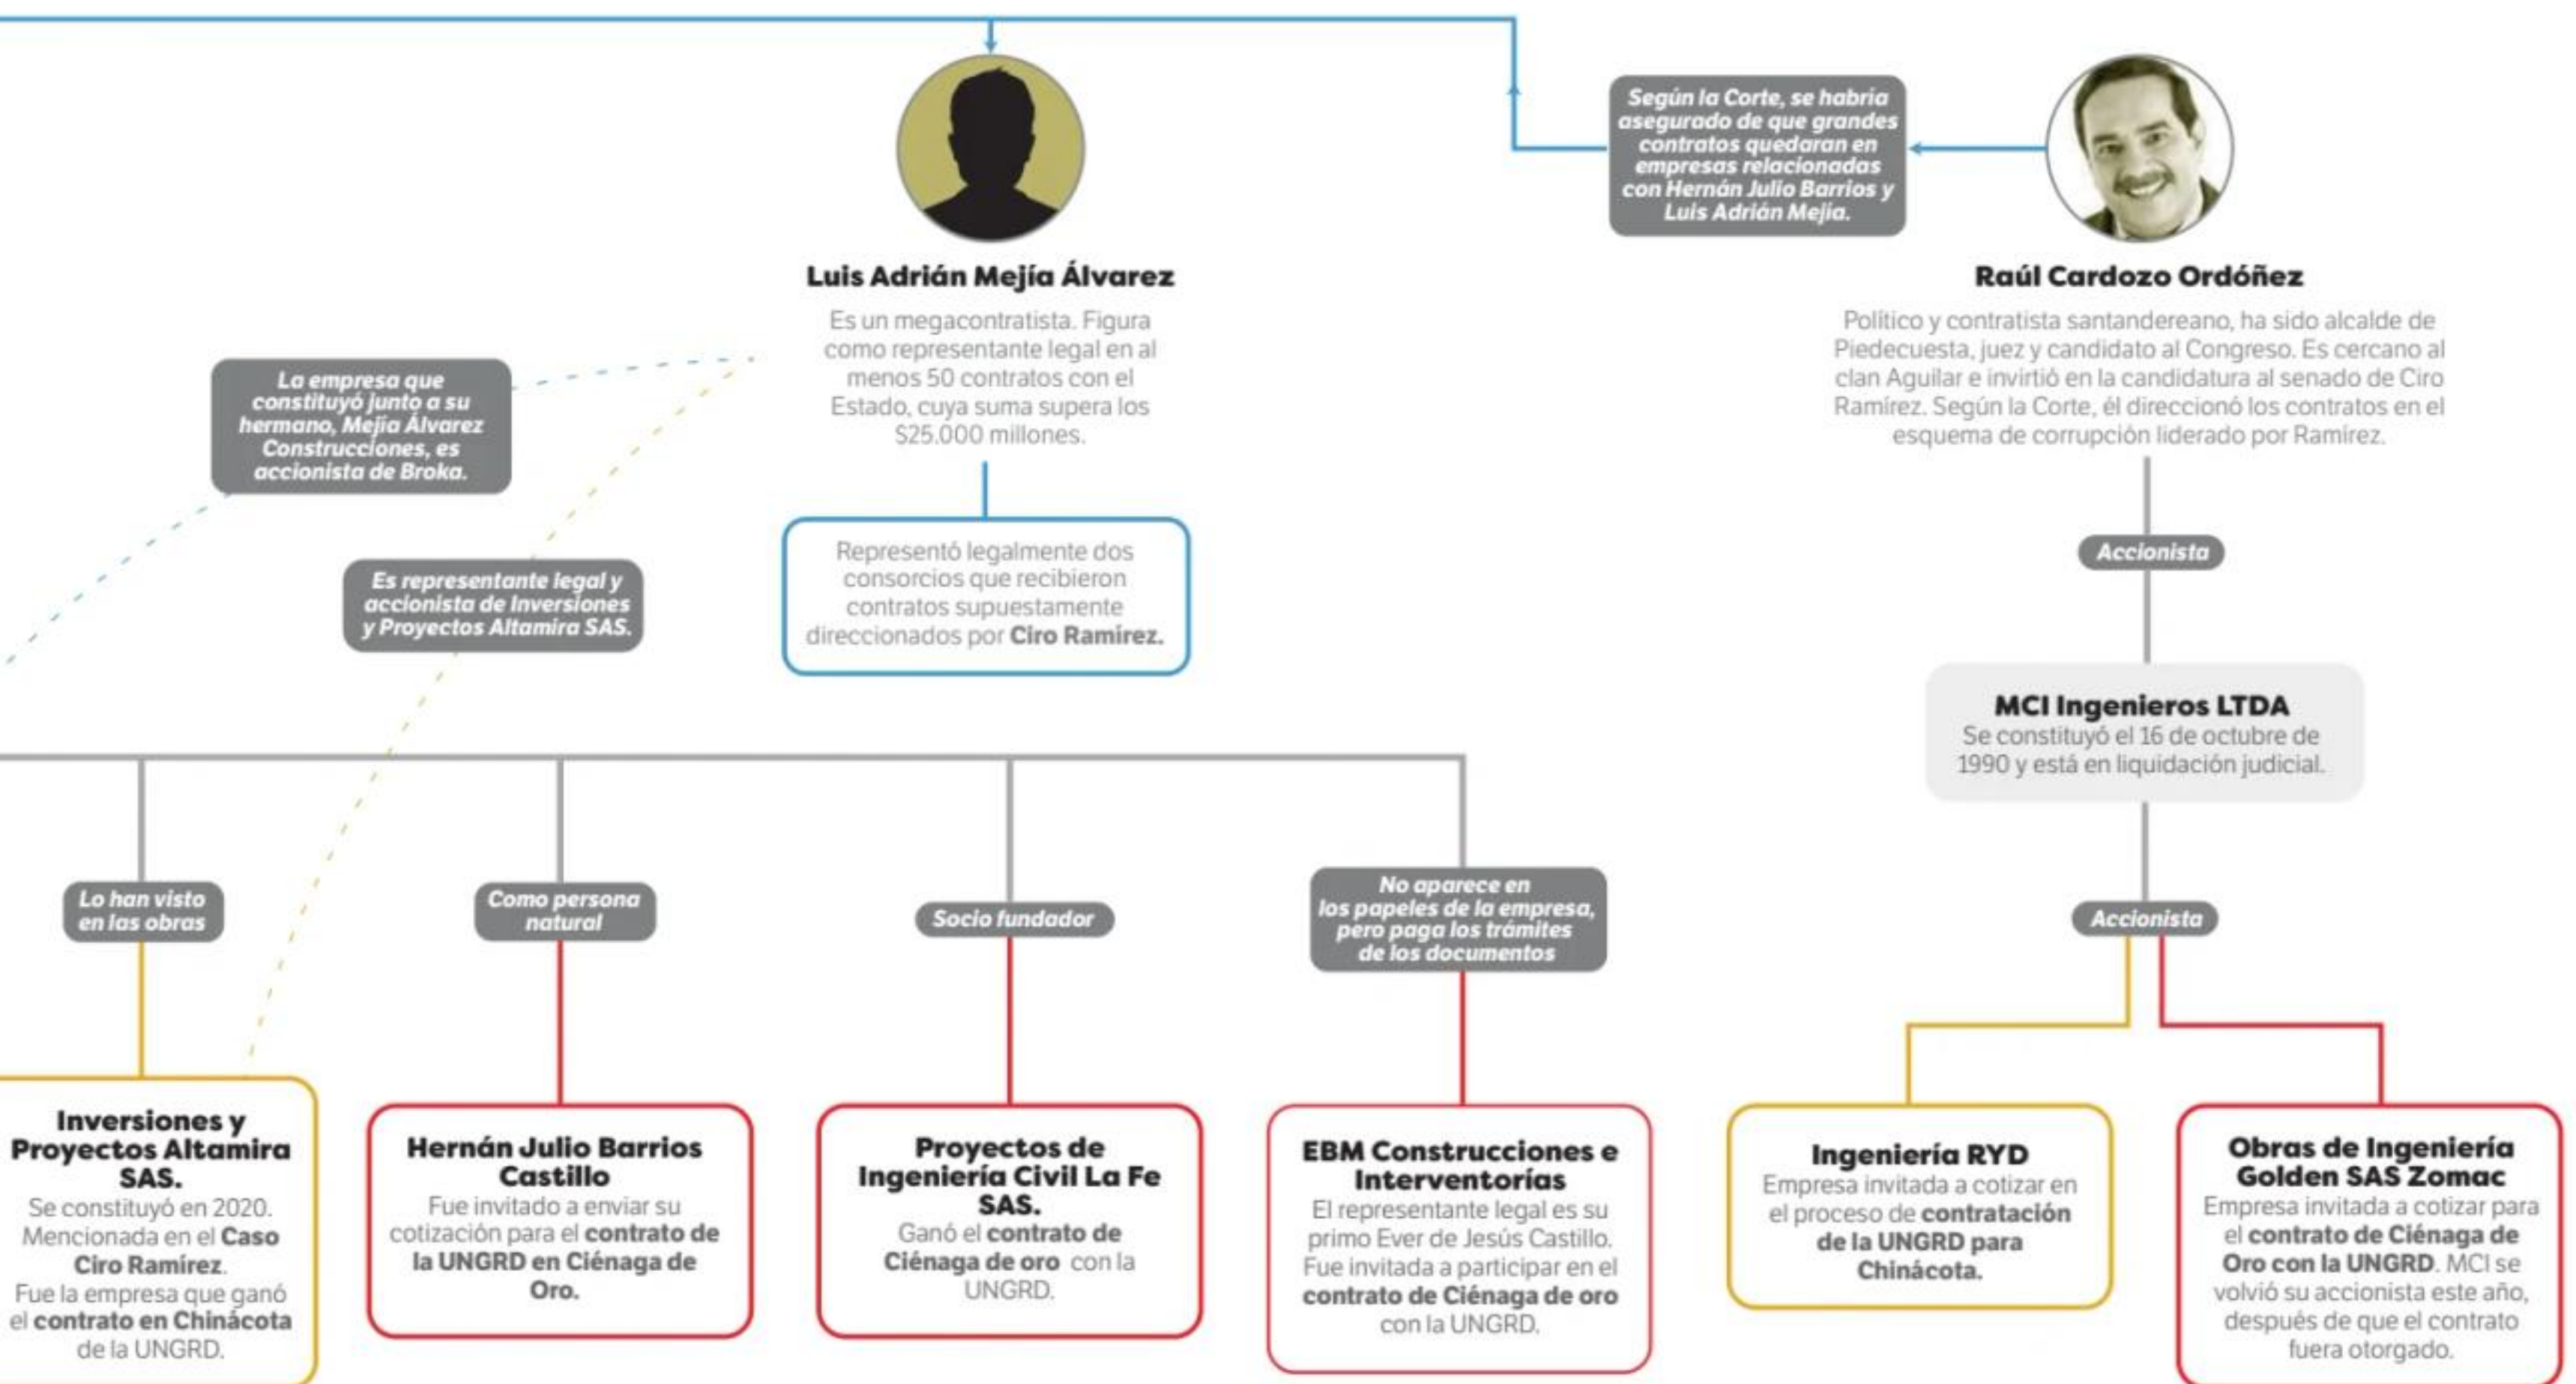 Según la Corte, se habría
asegurado de que grandes
contratos quedaran en
empresas relacionadas
con Hernán Julio Barrios y
Luis Adrián Mejía.
Luis Adrián Mejía Álvarez
Es un megacontratista. Figura
como representante legal en al
menos 50 contratos con el
Estado, cuya suma supera los
$25.000 millones.
Raúl Cardozo Ordóñez
Político y contratista santandereano, ha sido alcalde de
Piedecuesta, juez y candidato al Congreso. Es cercano al
clan Aguilar e invirtió en la candidatura al senado de Ciro
Ramírez. Según la Corte, él direccionó los contratos en el
esquema de corrupción liderado por Ramírez.
La empresa que
constituyó junto a su
hermano, Mejía Álvarez
Construcciones, es
accionista de Broka.
Es representante legal y
accionista de Inversiones
y Proyectos Altamira SAS.
Representó legalmente dos
consorcios que recibieron
contratos supuestamente
direccionados por Ciro Ramírez.
Accionista
MCI Ingenieros LTDA
Se constituyó el 16 de octubre de
1990 y está en liquidación judicial.
Lo han visto
en las obras
Como persona
natural
Socio fundador
No aparece en
los papeles de la empresa,
pero paga los trámites
de los documentos
Accionista
Inversiones y
Proyectos Altamira
SAS.
Se constituyó en 2020.
Mencionada en el Caso
Ciro Ramírez.
Fue la empresa que ganó
el contrato en Chinácota
de la UNGRD.
Hernán Julio Barrios
Castillo
Fue invitado a enviar su
cotización para el contrato de
la UNGRD en Ciénaga de
Oro.
Proyectos de
Ingeniería Civil La Fe
SAS.
Ganó el contrato de
Ciénaga de oro con la
UNGRD.
EBM Construcciones e
Interventorías
El representante legal es su
primo Ever de Jesús Castillo.
Fue invitada a participar en el
contrato de Ciénaga de oro
con la UNGRD.
Ingeniería RYD
Empresa invitada a cotizar en
el proceso de contratación
de la UNGRD para
Chinácota.
Obras de Ingeniería
Golden SAS Zomac
Empresa invitada a cotizar para
el contrato de Ciénaga de
Oro con la UNGRD. MCI se
volvió su accionista este año,
después de que el contrato
fuera otorgado.